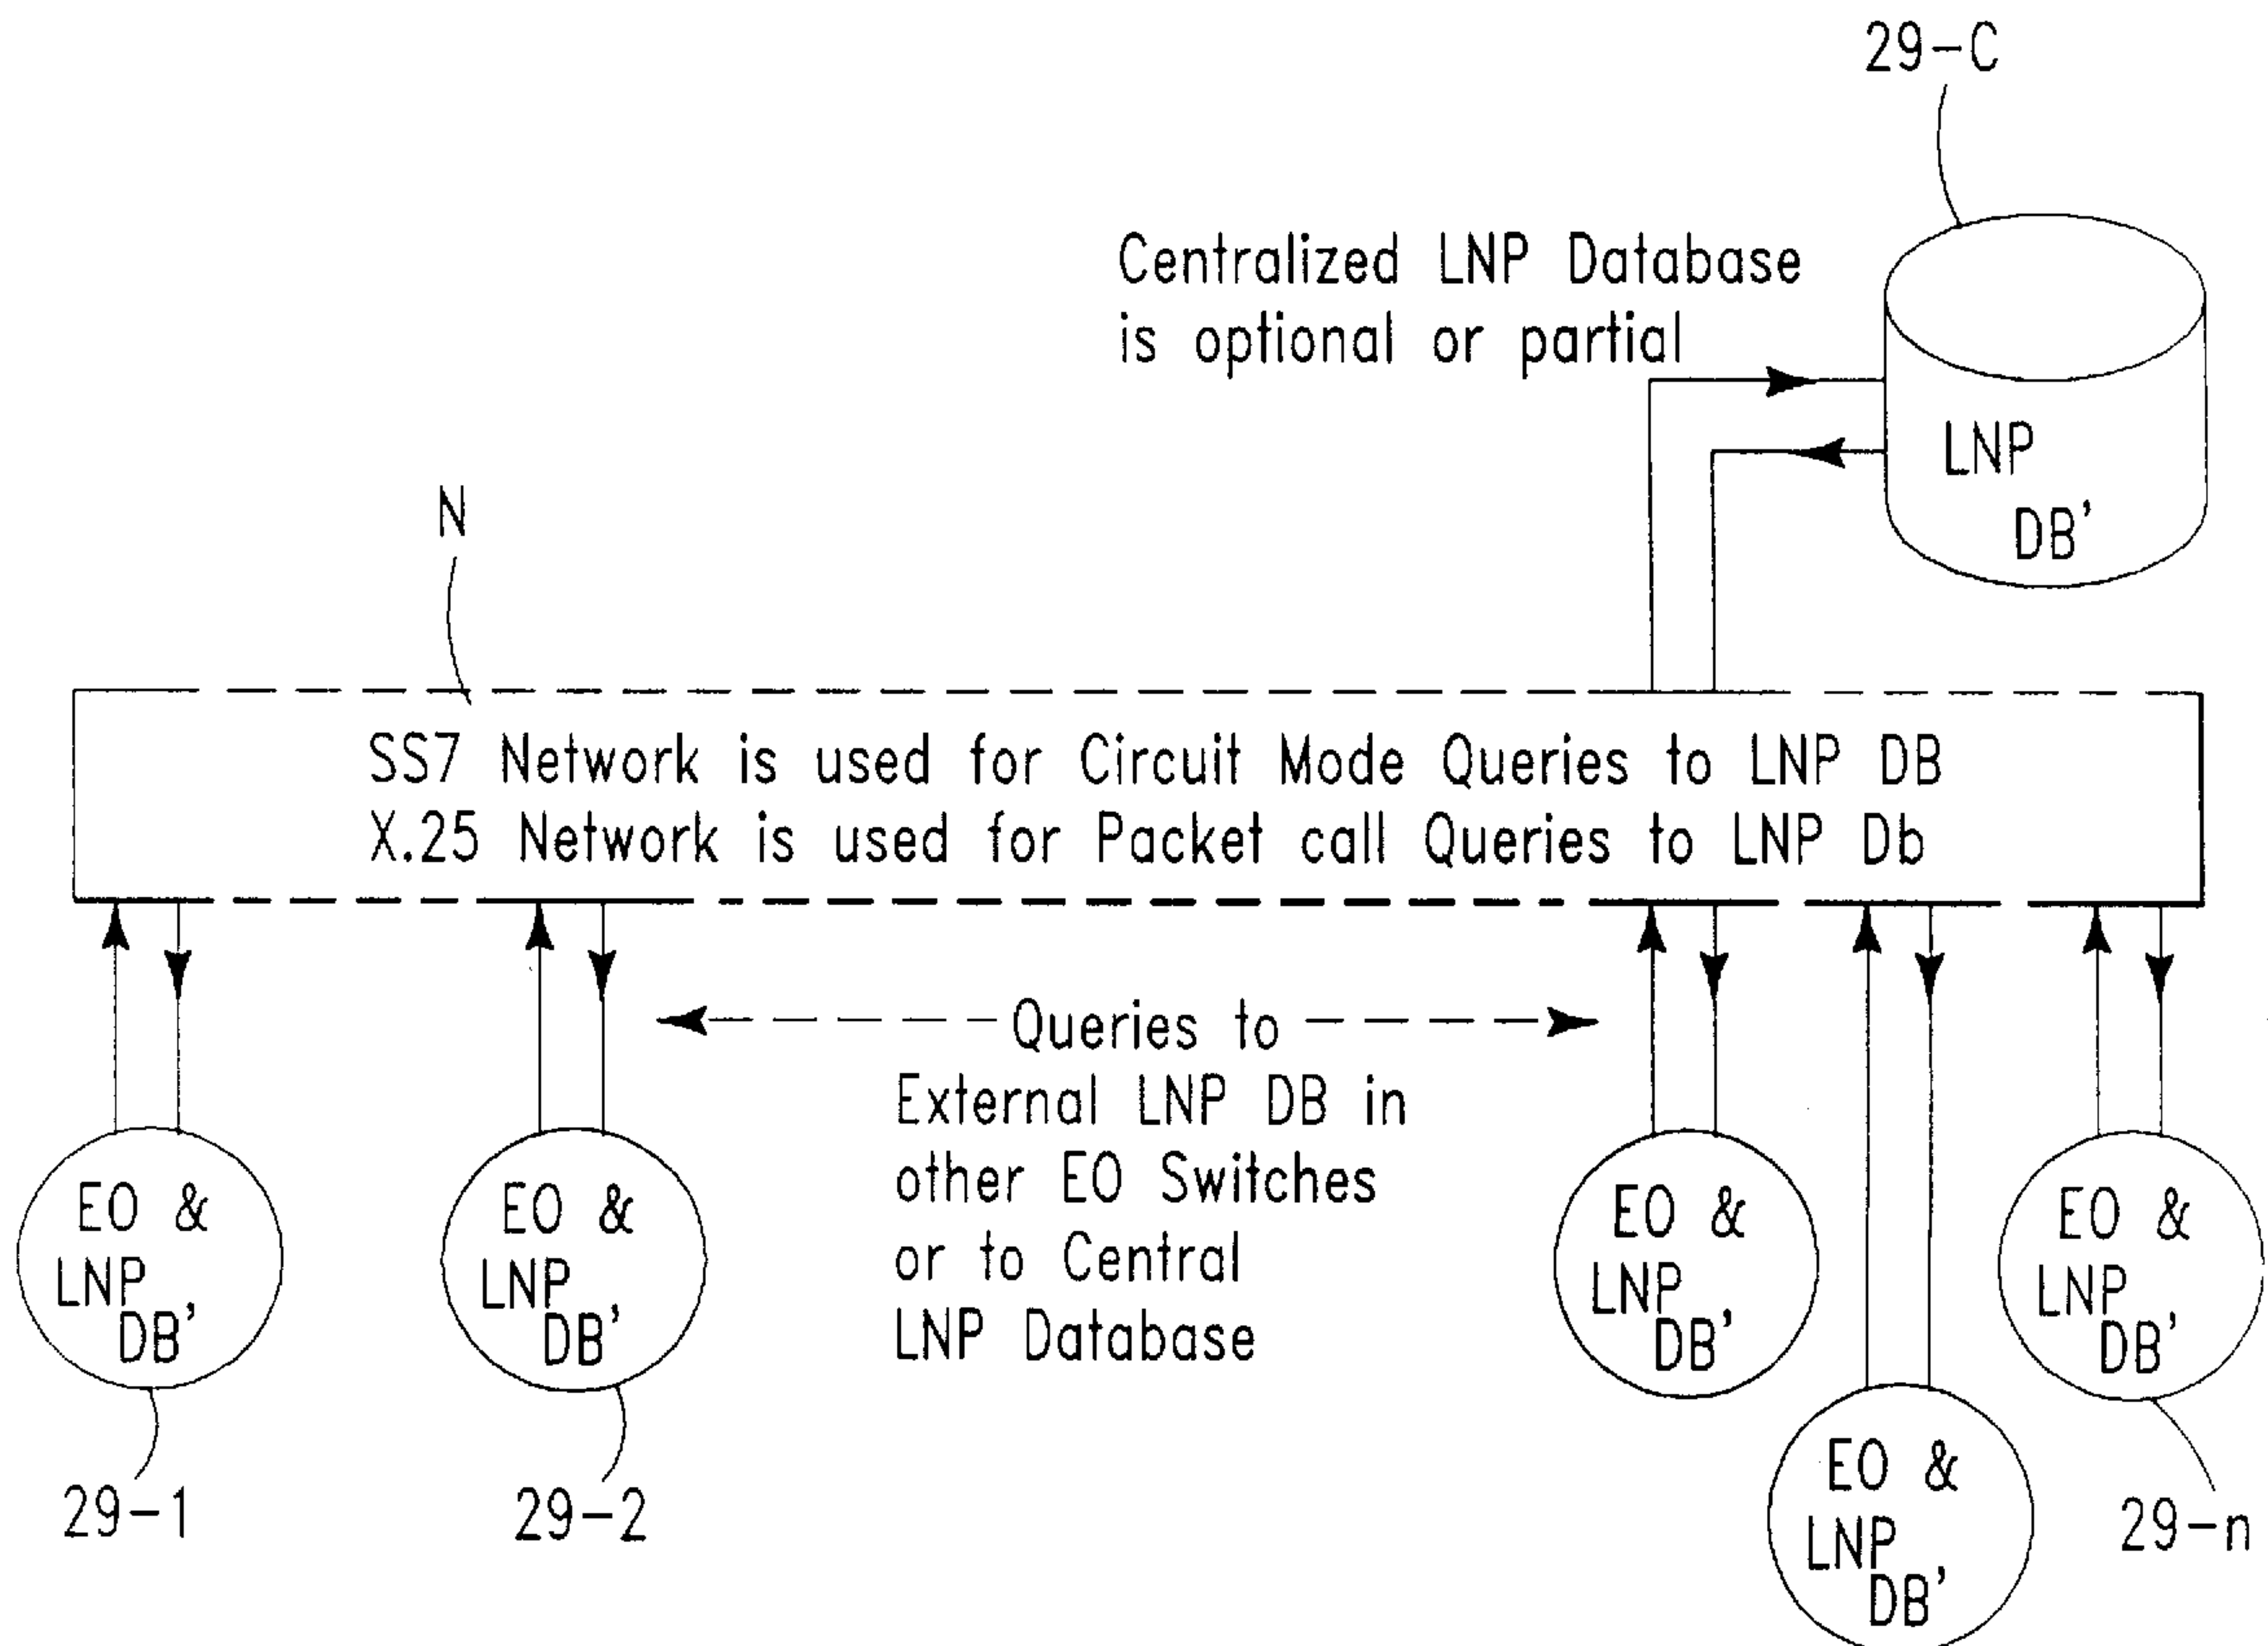 29-C
Centralized LNP Database
is optional or partial
LNP
DB'
N
SS7 Network is used for Circuit Mode Queries to LNP DB
X.25 Network is used for Packet call Queries to LNP Db
Queries to
External LNP DB in
other EO Switches
or to Central
LNP Database
EO &
LNP
DB'
29-1
EO &
LNP
DB'
29-2
EO &
LNP
DB'
EO &
LNP
DB'
EO &
LNP
DB'
29-n